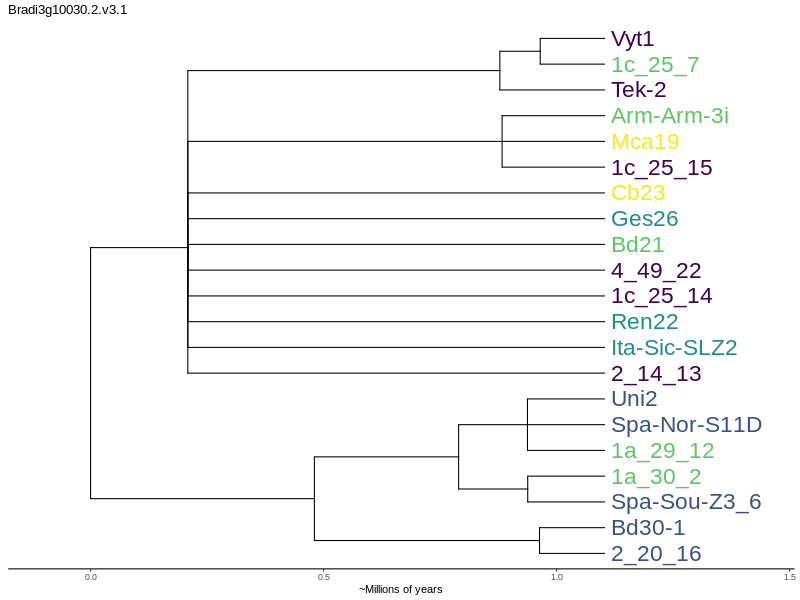 Bradi3g10030.2.v3.1
Vyt1
1c_25_7
Tek-2
Arm-Arm-3i
Mca19
1c_25_15
Cb23
Ges26
Bd21
4_49_22
1c_25_14
Ren22
Ita-Sic-SLZ2
2_14_13
Uni2
Spa-Nor-S11D
1a_29_12
1a_30_2
Spa-Sou-Z3_6
Bd30-1
2_20_16
0.0 0.5 1.0 1.5
~Millions of years